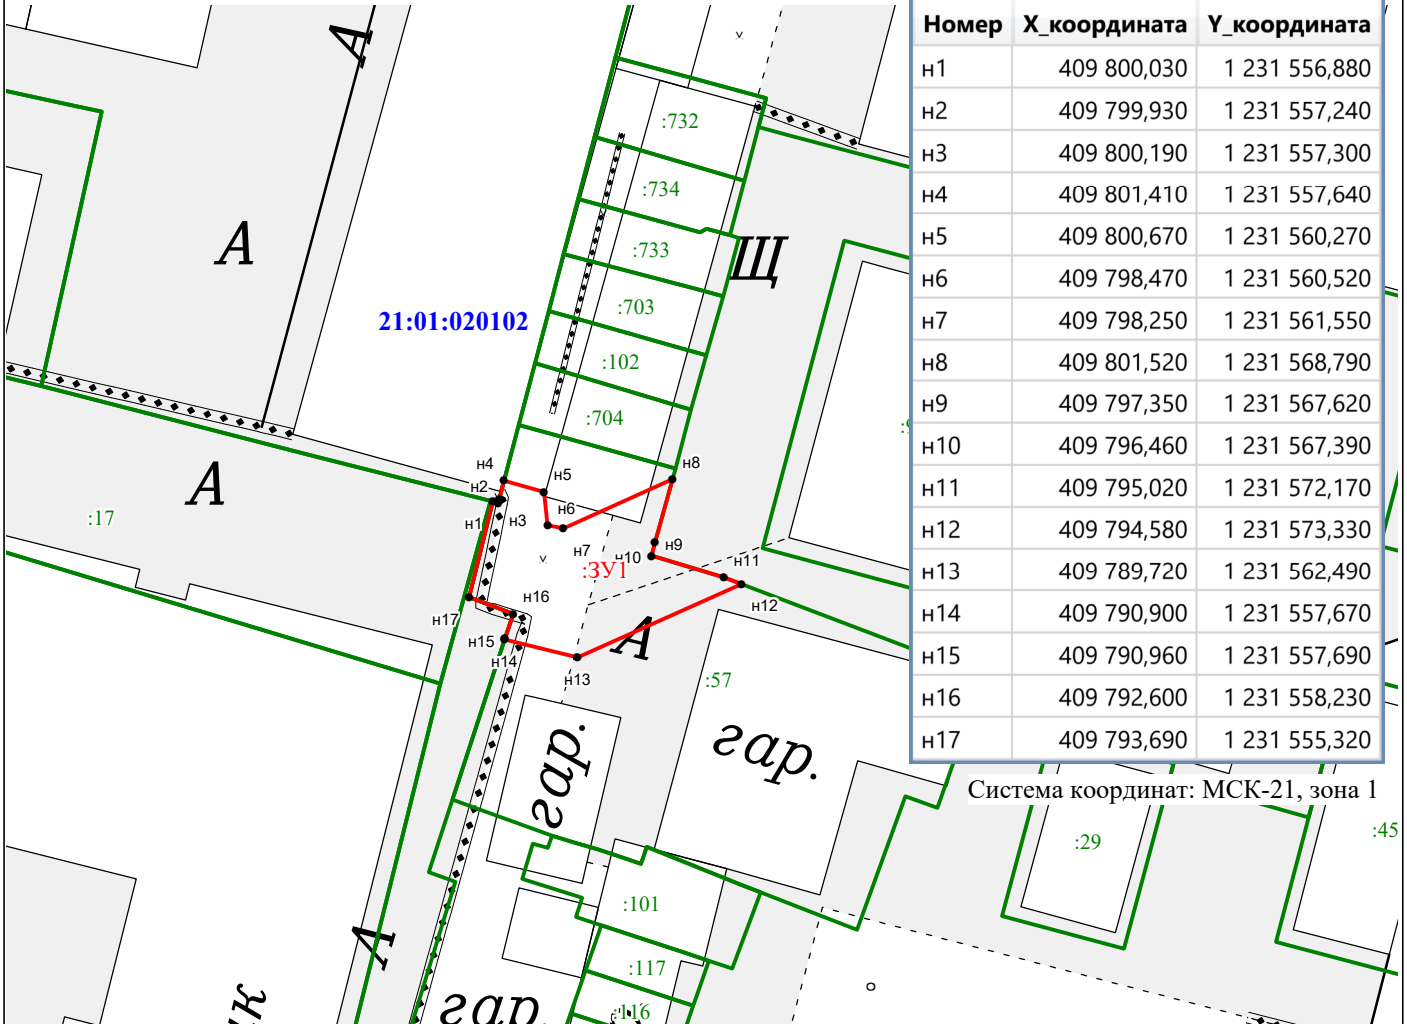 Номер X_координата Y_координата
н1 409 800,030 1 231 556,880
н2 409 799,930 1 231 557,240
н3 409 800,190 1 231 557,300
н4 409 801,410 1 231 557,640
н5 409 800,670 1 231 560,270
н6 409 798,470 1 231 560,520
н7 409 798,250 1 231 561,550
н8 409 801,520 1 231 568,790
н9 409 797,350 1 231 567,620
н10 409 796,460 1 231 567,390
н11 409 795,020 1 231 572,170
н12 409 794,580 1 231 573,330
н13 409 789,720 1 231 562,490
н14 409 790,900 1 231 557,670
н15 409 790,960 1 231 557,690
н16 409 792,600 1 231 558,230
н17 409 793,690 1 231 555,320
Система координат: МСК-21, зона 1
А
:732
:734
А
:733
Щ
:703
21:01:020102
:102
:704
н4
н5
н8
А
н2
:17
н1
н3
н6
н7
н10
н9
:ЗУ1
н11
н16
н12
н17
н15
н14
А
н13
:57
гар.
гар.
:29
:45
:101
А
:117
гар.
:116